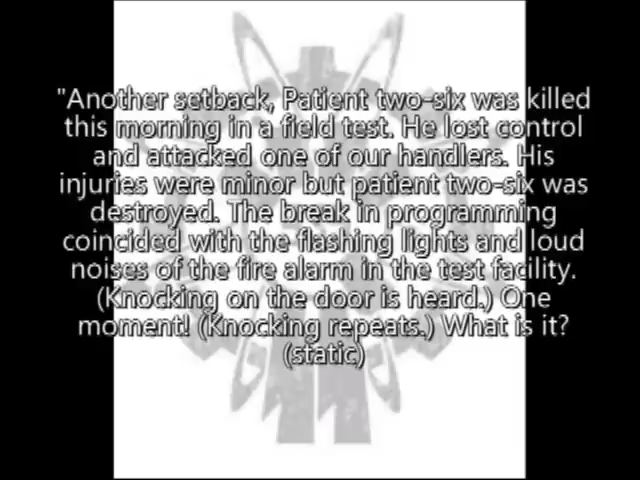 "Another setback, Patient two-six was killed
this morning in a field test. He lost control
and attacked one of our handlers. His
injuries were minor but patient two-six was
destroyed. The break in programming
coincided with the flashing lights and loud
noises of the fire alarm in the test facility.
(Knocking on the door is heard.) One
moment! (Knocking repeats.) What is it?
(static)